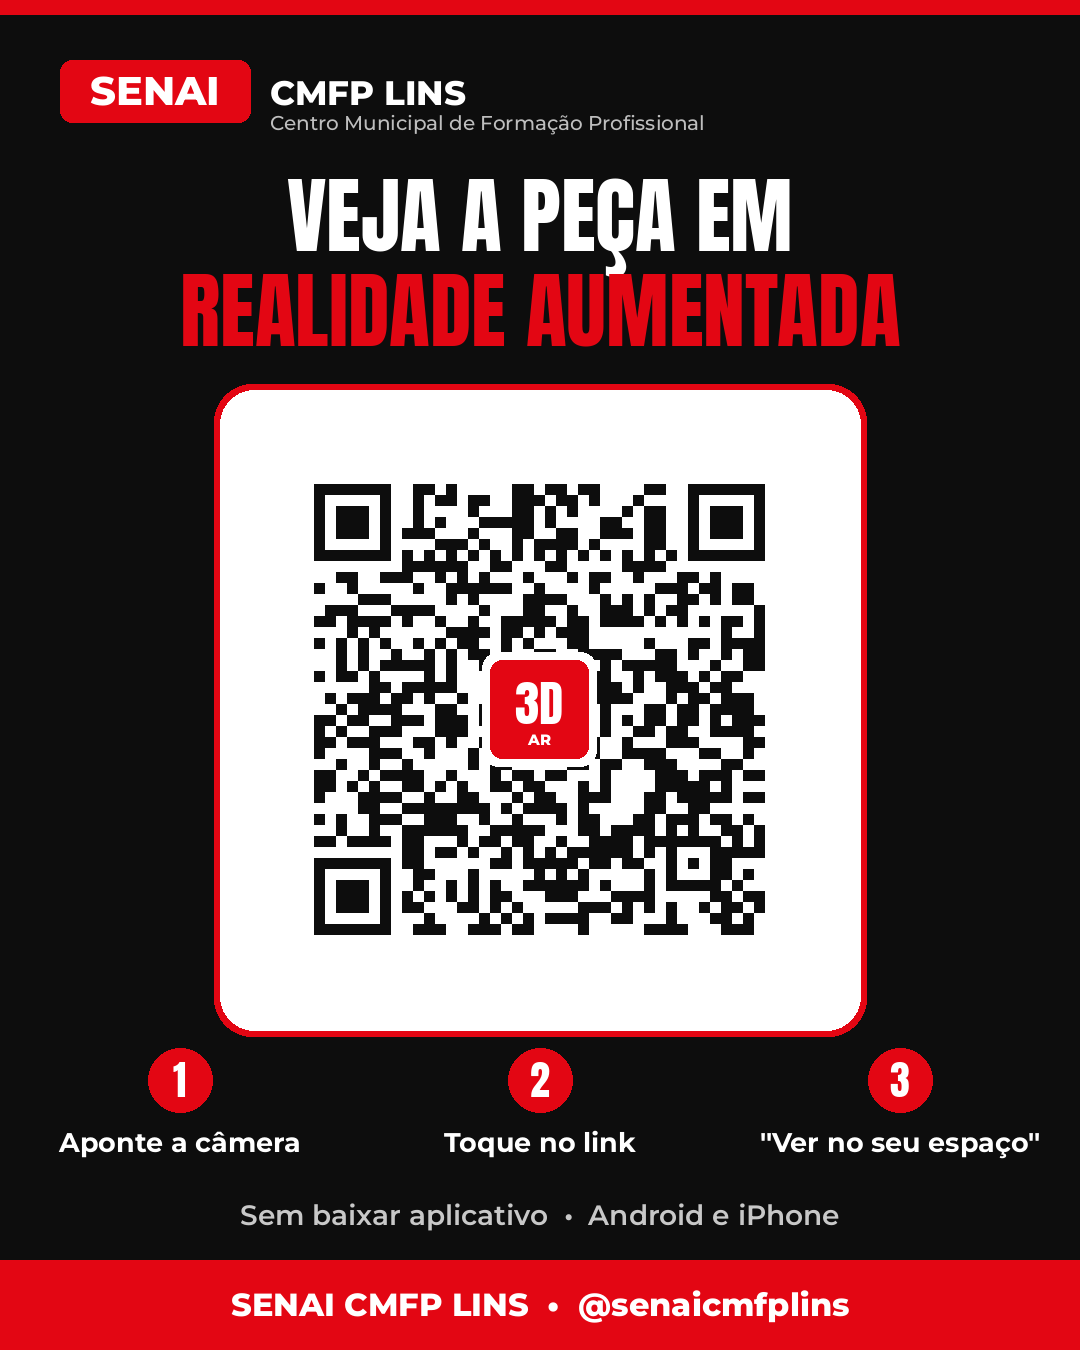 SENAI
CMFP LINS
Centro Municipal de Formação Profissional
VEJA A PEÇA EM
REALIDADE AUMENTADA
3D
AR
1
Aponte a câmera
2
Toque no link
3
"Ver no seu espaço"
Sem baixar aplicativo • Android e iPhone
SENAI CMFP LINS • @senaicmfplins